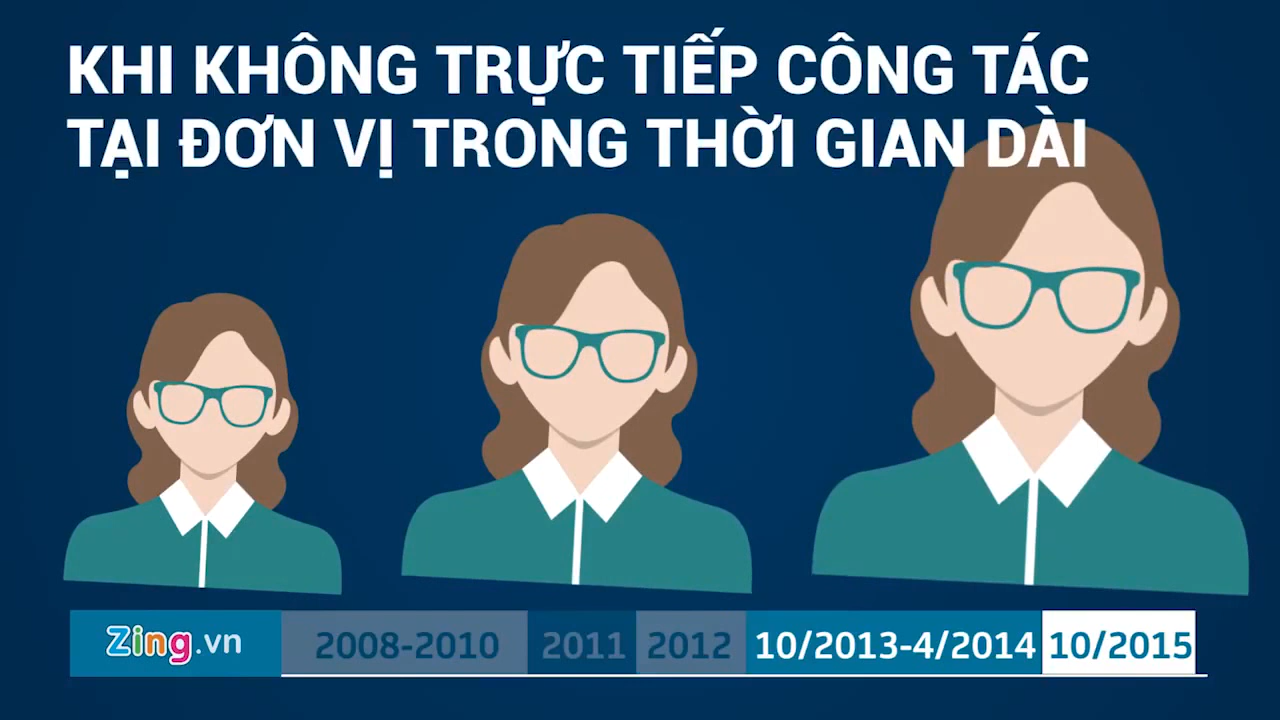 KHI KHÔNG TRỰC TIẾP CÔNG TÁC
TẠI ĐƠN VỊ TRONG THỜI GIAN DÀI
Zing.vn 2008-2010 2011 2012 10/2013-4/2014 10/2015